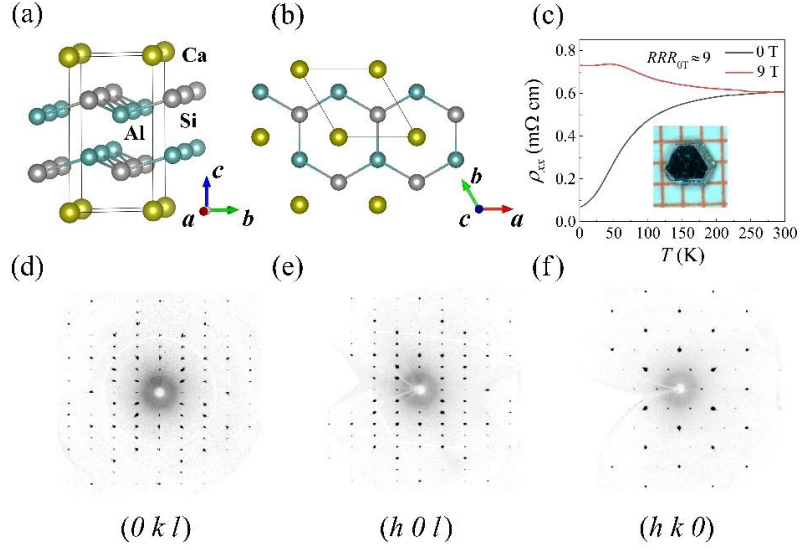 (a)
(b)
(c)
Ca
Al
Si
c
a
b
b
c
a
0.8
0.6
0.4
0.2
0.0
ρxx (mΩ cm)
RRR0T≈9
0 T
9 T
0 50 100 150 200 250 300
T (K)
(d)
(e)
(f)
(0 k l)
(h 0 l)
(h k 0)